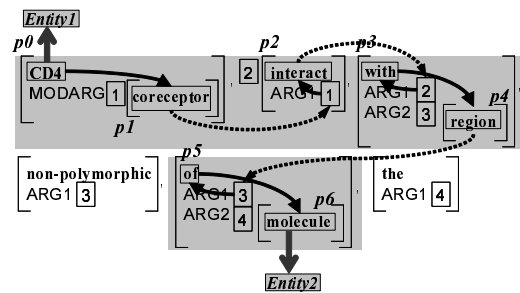 Entity1
p0 p2 p3
CD4 , 2 interact , with
MODARG 1 coreceptor ARG1 1 ARG1 2
p1 ARG2 3 p4
region
p5
non-polymorphic of the
ARG1 3 , ARG1 3 p6 , ARG1 4
ARG2 4 molecule
Entity2